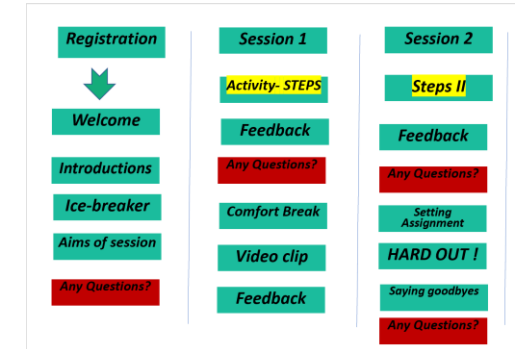 Registration
Welcome
Introductions
Ice-breaker
Aims of session
Any Questions?
Session 1
Activity- STEPS
Feedback
Any Questions?
Comfort Break
Video clip
Feedback
Session 2
Steps II
Feedback
Any Questions?
Setting
Assignment
HARD OUT !
Saying goodbyes
Any Questions?